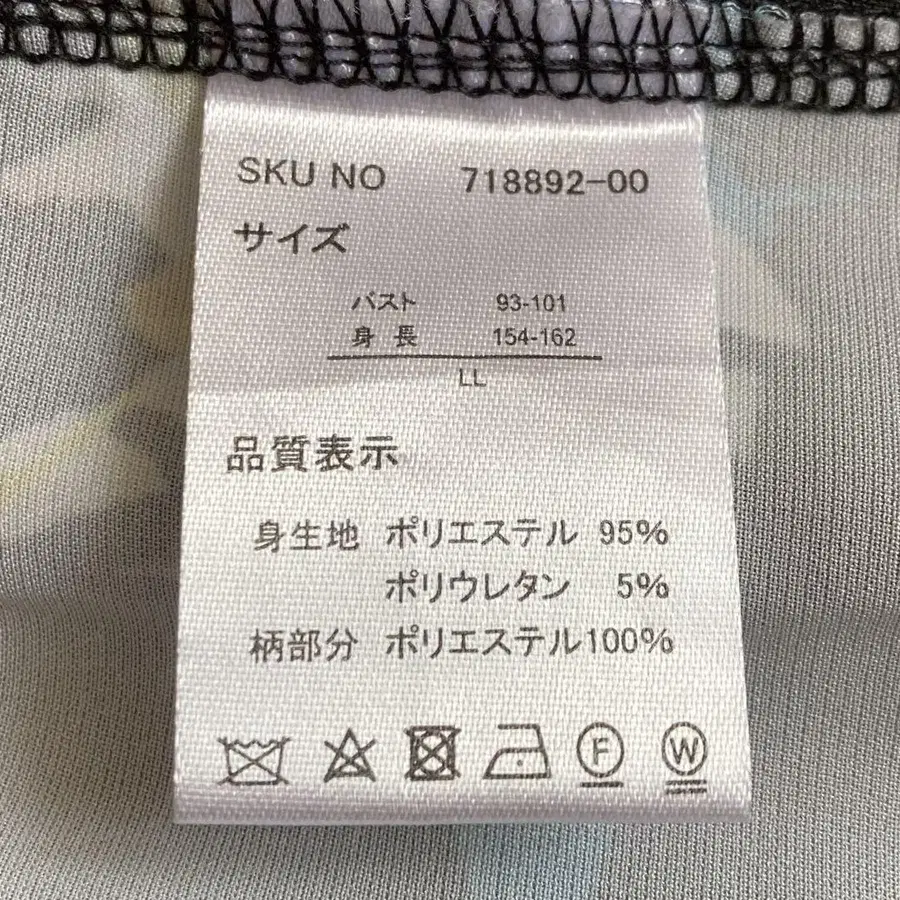 SKU NO 718892-00
サイズ
バスト 93-101
身長 154-162
LL
品質表示
身生地 ポリエステル 95%
ポリウレタン 5%
柄部分 ポリエステル100%
F W